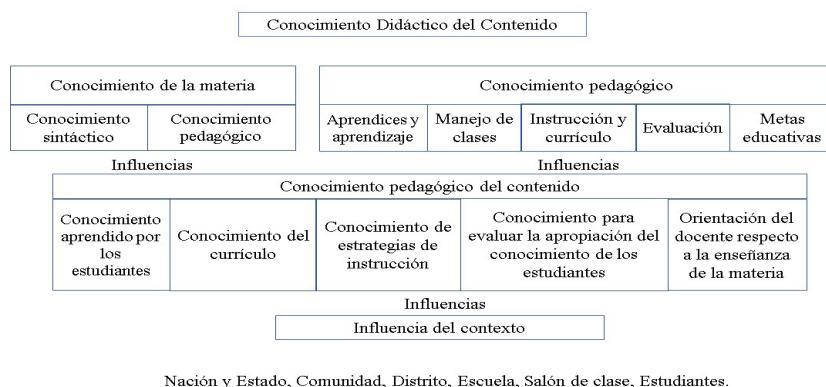 Conocimiento Didáctico del Contenido
Conocimiento de la materia
Conocimiento pedagógico
Conocimiento
sintáctico
Conocimiento
pedagógico
Aprendices y
aprendizaje
Manejo de
clases
Instrucción y
currículo
Evaluación
Metas
educativas
Influencias
Influencias
Conocimiento pedagógico del contenido
Conocimiento
aprendido por
los
estudiantes
Conocimiento del
currículo
Conocimiento de
estrategias de
instrucción
Conocimiento para
evaluar la apropiación del
conocimiento de los
estudiantes
Orientación del
docente respecto
a la enseñanza
de la materia
Influencias
Influencia del contexto
Nación y Estado, Comunidad, Distrito, Escuela, Salón de clase, Estudiantes.